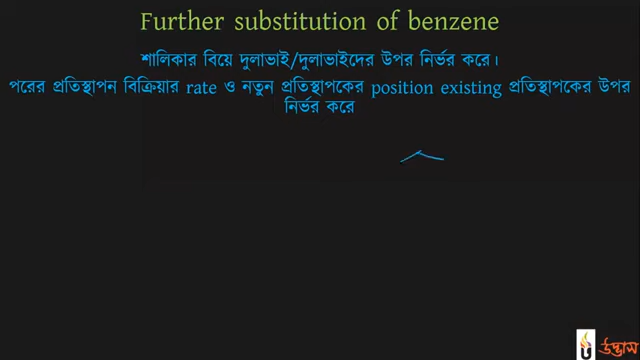 Further substitution of benzene
শালিকার বিয়ে দুলাভাই/দুলাভাইদের উপর নির্ভর করে।
পরের প্রতিস্থাপন বিক্রিয়ার rate ও নতুন প্রতিস্থাপকের position existing প্রতিস্থাপকের উপর
নির্ভর করে
উদ্ভাস